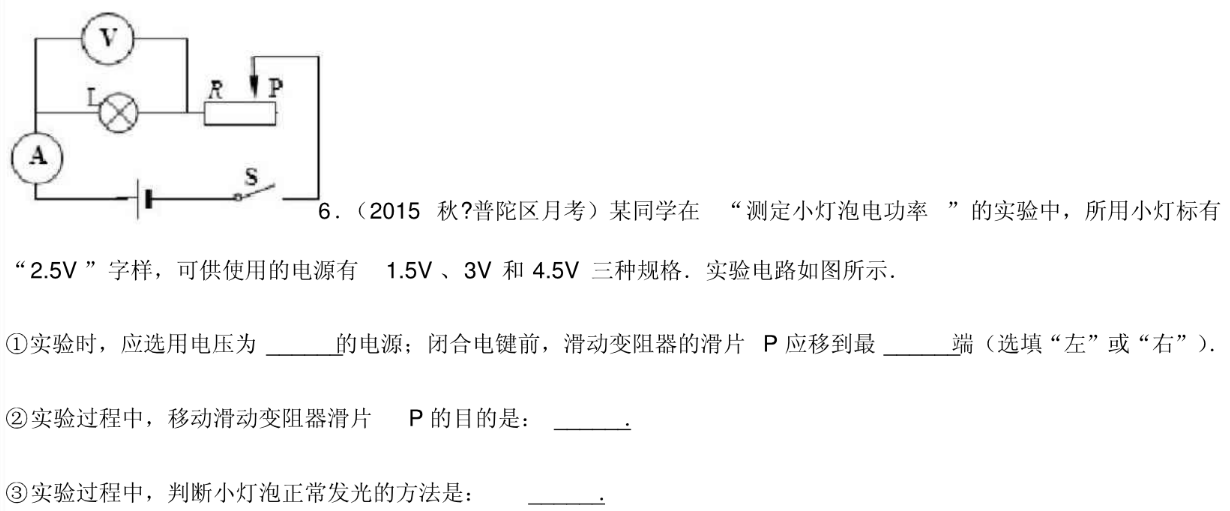 V
L
R
P
A
S
6．（2015 秋?普陀区月考）某同学在 “测定小灯泡电功率 ”的实验中，所用小灯标有
“2.5V ”字样，可供使用的电源有 1.5V 、3V 和 4.5V 三种规格．实验电路如图所示．
①实验时，应选用电压为 ______的电源；闭合电键前，滑动变阻器的滑片 P 应移到最 ______端（选填“左”或“右”）．
②实验过程中，移动滑动变阻器滑片 P 的目的是： ______．
③实验过程中，判断小灯泡正常发光的方法是： ______．